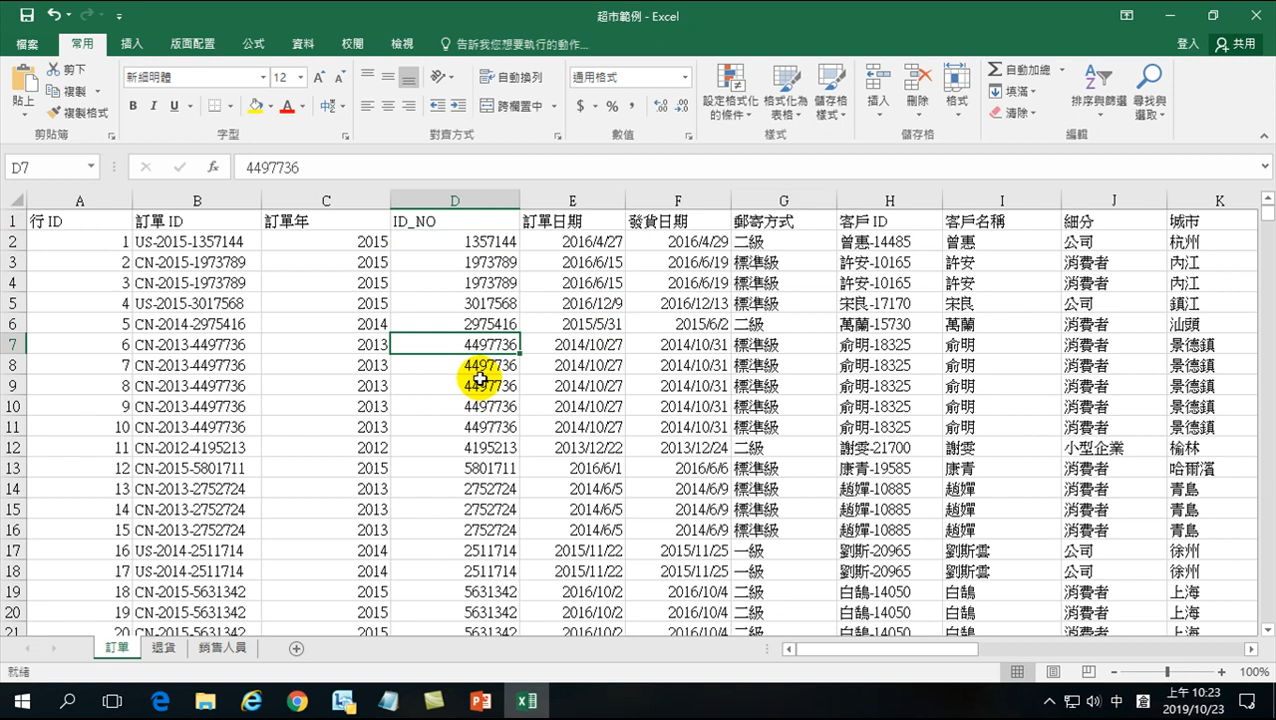 超市範例 - Excel
檔案 常用 插入 版面配置 公式 資料 校閱 檢視 告訴我您想要執行的動作... 登入 共用
貼上 剪下 複製 複製格式 新細明體 12 自動換列 跨欄置中 通用格式 設定格式化的條件 格式化為表格 儲存格樣式 插入 刪除 格式 自動加總 填滿 清除 排序與篩選 尋找與選取
剪貼簿 字型 對齊方式 數值 樣式 儲存格 編輯
D7 4497736
A B C D E F G H I J K
1 行 ID 訂單 ID 訂單年 ID_NO 訂單日期 發貨日期 郵寄方式 客戶 ID 客戶名稱 細分 城市
2 1 US-2015-1357144 2015 1357144 2016/4/27 2016/4/29 二級 曾惠-14485 曾惠 公司 杭州
3 2 CN-2015-1973789 2015 1973789 2016/6/15 2016/6/19 標準級 許安-10165 許安 消費者 內江
4 3 CN-2015-1973789 2015 1973789 2016/6/15 2016/6/19 標準級 許安-10165 許安 消費者 內江
5 4 US-2015-3017568 2015 3017568 2016/12/9 2016/12/13 標準級 宋良-17170 宋良 公司 鎮江
6 5 CN-2014-2975416 2014 2975416 2015/5/31 2015/6/2 二級 萬蘭-15730 萬蘭 消費者 汕頭
7 6 CN-2013-4497736 2013 4497736 2014/10/27 2014/10/31 標準級 俞明-18325 俞明 消費者 景德鎮
8 7 CN-2013-4497736 2013 4497736 2014/10/27 2014/10/31 標準級 俞明-18325 俞明 消費者 景德鎮
9 8 CN-2013-4497736 2013 4497736 2014/10/27 2014/10/31 標準級 俞明-18325 俞明 消費者 景德鎮
10 9 CN-2013-4497736 2013 4497736 2014/10/27 2014/10/31 標準級 俞明-18325 俞明 消費者 景德鎮
11 10 CN-2013-4497736 2013 4497736 2014/10/27 2014/10/31 標準級 俞明-18325 俞明 消費者 景德鎮
12 11 CN-2012-4195213 2012 4195213 2013/12/22 2013/12/24 二級 謝雯-21700 謝雯 小型企業 榆林
13 12 CN-2015-5801711 2015 5801711 2016/6/1 2016/6/6 標準級 康青-19585 康青 消費者 哈爾濱
14 13 CN-2013-2752724 2013 2752724 2014/6/5 2014/6/9 標準級 趙嬋-10885 趙嬋 消費者 青島
15 14 CN-2013-2752724 2013 2752724 2014/6/5 2014/6/9 標準級 趙嬋-10885 趙嬋 消費者 青島
16 15 CN-2013-2752724 2013 2752724 2014/6/5 2014/6/9 標準級 趙嬋-10885 趙嬋 消費者 青島
17 16 US-2014-2511714 2014 2511714 2015/11/22 2015/11/25 一級 劉斯-20965 劉斯雲 公司 徐州
18 17 US-2014-2511714 2014 2511714 2015/11/22 2015/11/25 一級 劉斯-20965 劉斯雲 公司 徐州
19 18 CN-2015-5631342 2015 5631342 2016/10/2 2016/10/4 二級 白鵠-14050 白鵠 消費者 上海
20 19 CN-2015-5631342 2015 5631342 2016/10/2 2016/10/4 二級 白鵠-14050 白鵠 消費者 上海
21 20 CN-2015-5631342 2015 5631342 2016/10/2 2016/10/4 二級 白鵠-14050 白鵠 消費者 上海
訂單 退貨 銷售人員
就緒 100%
中 上午 10:23
2019/10/23